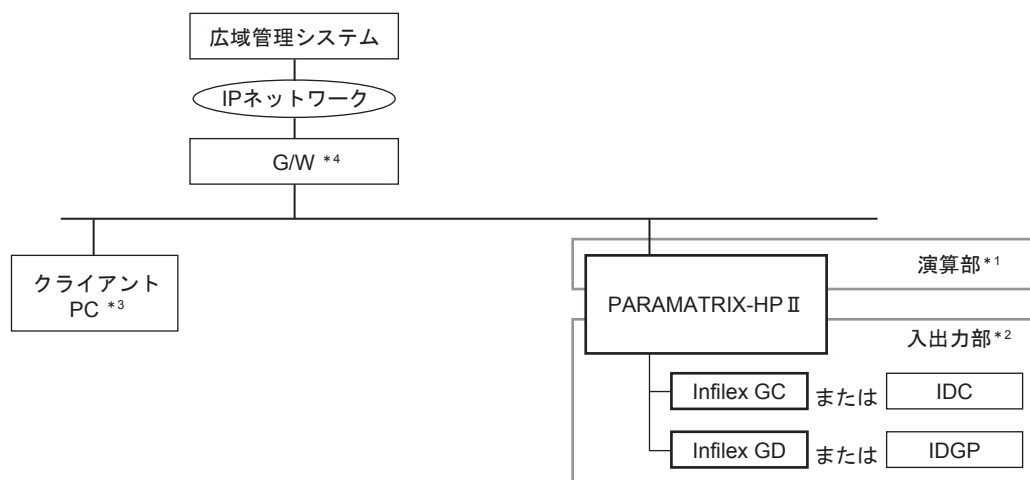 広域管理システム
IPネットワーク
G/W *4
クライアント
PC *3
演算部*1
PARAMATRIX-HPⅡ
入出力部*2
Infilex GC または IDC
Infilex GD または IDGP